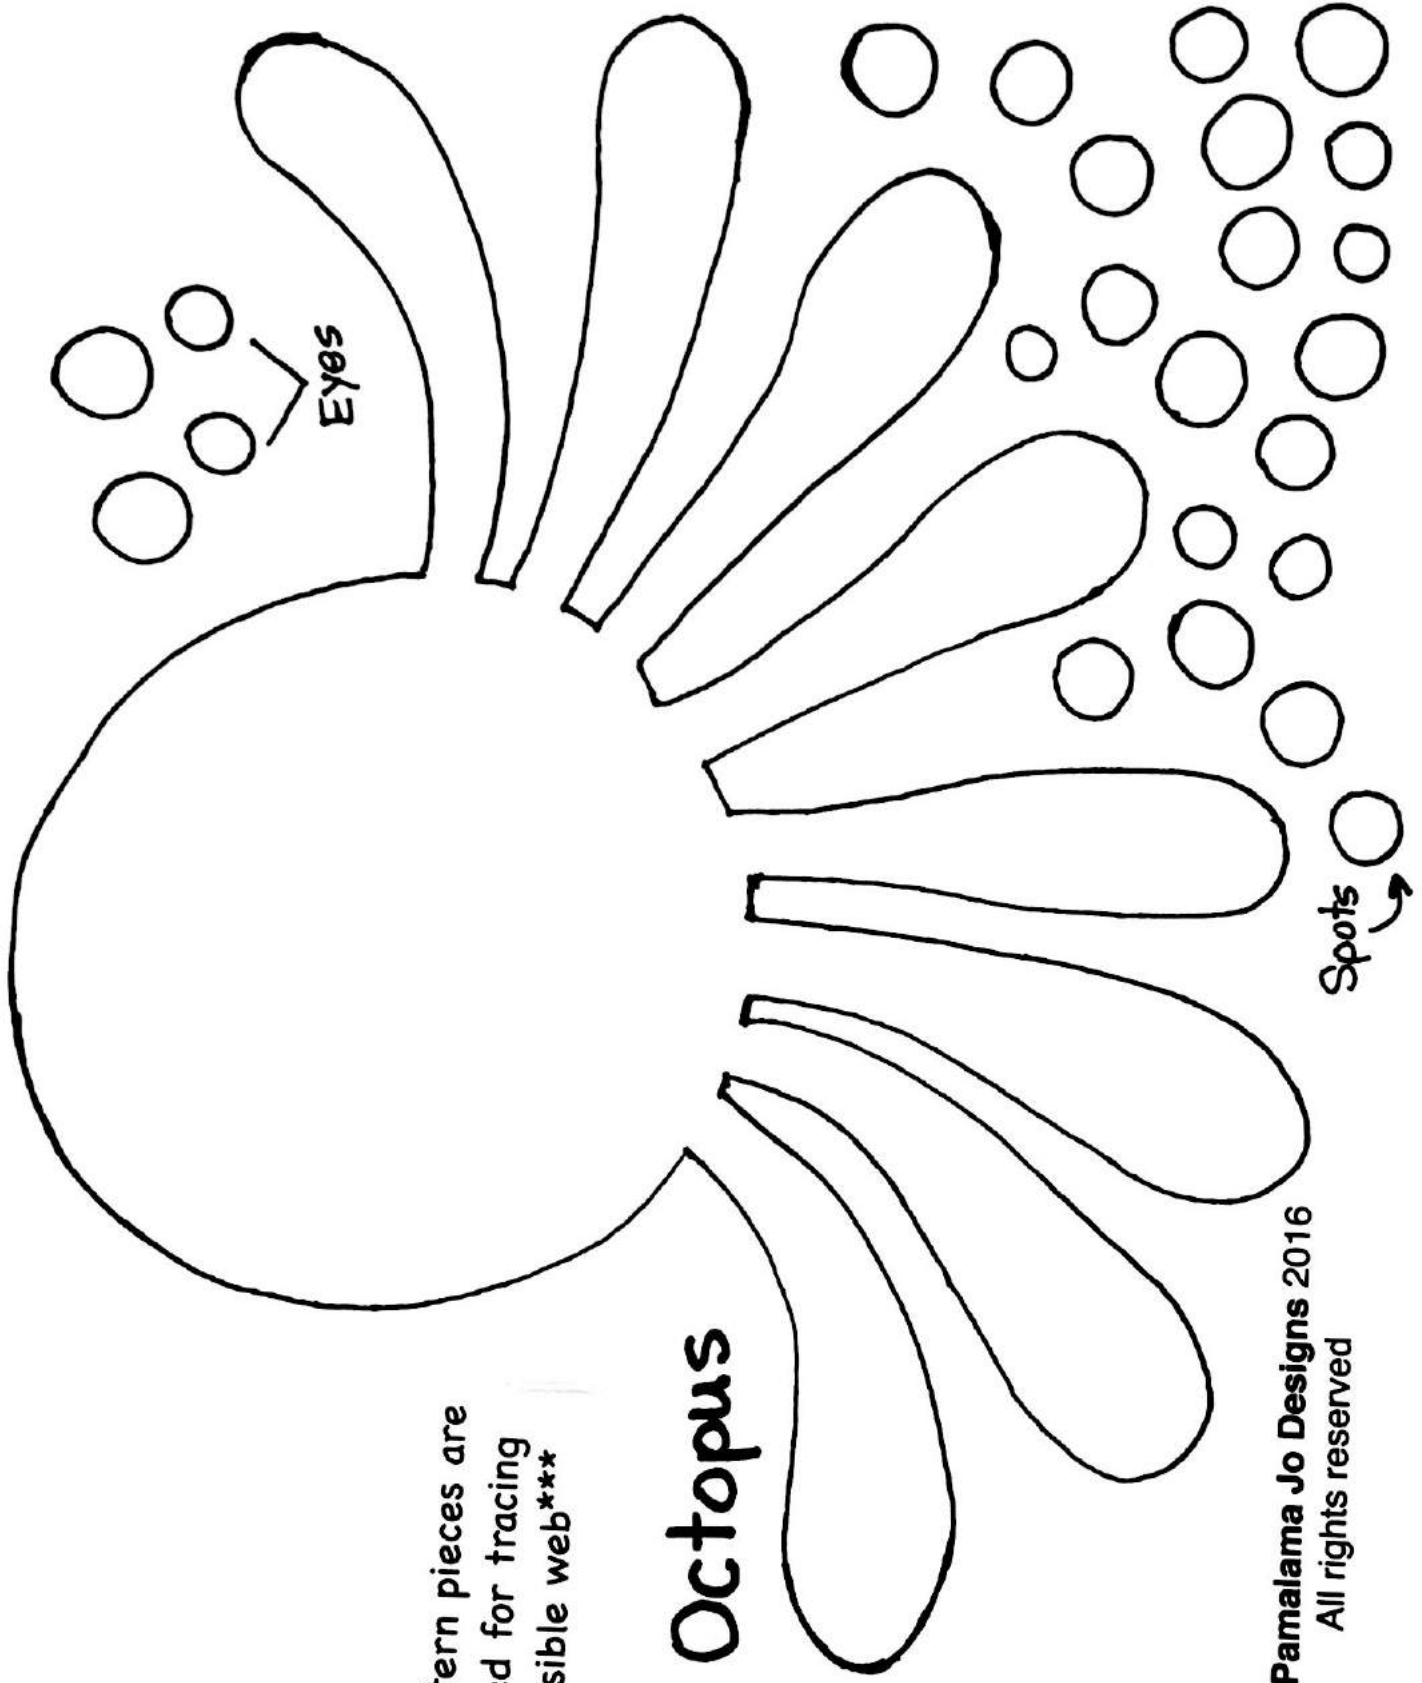 Eyes
tern pieces are
d for tracing
sible web***
Octopus
Spots
Pamalama Jo Designs 2016
All rights reserved